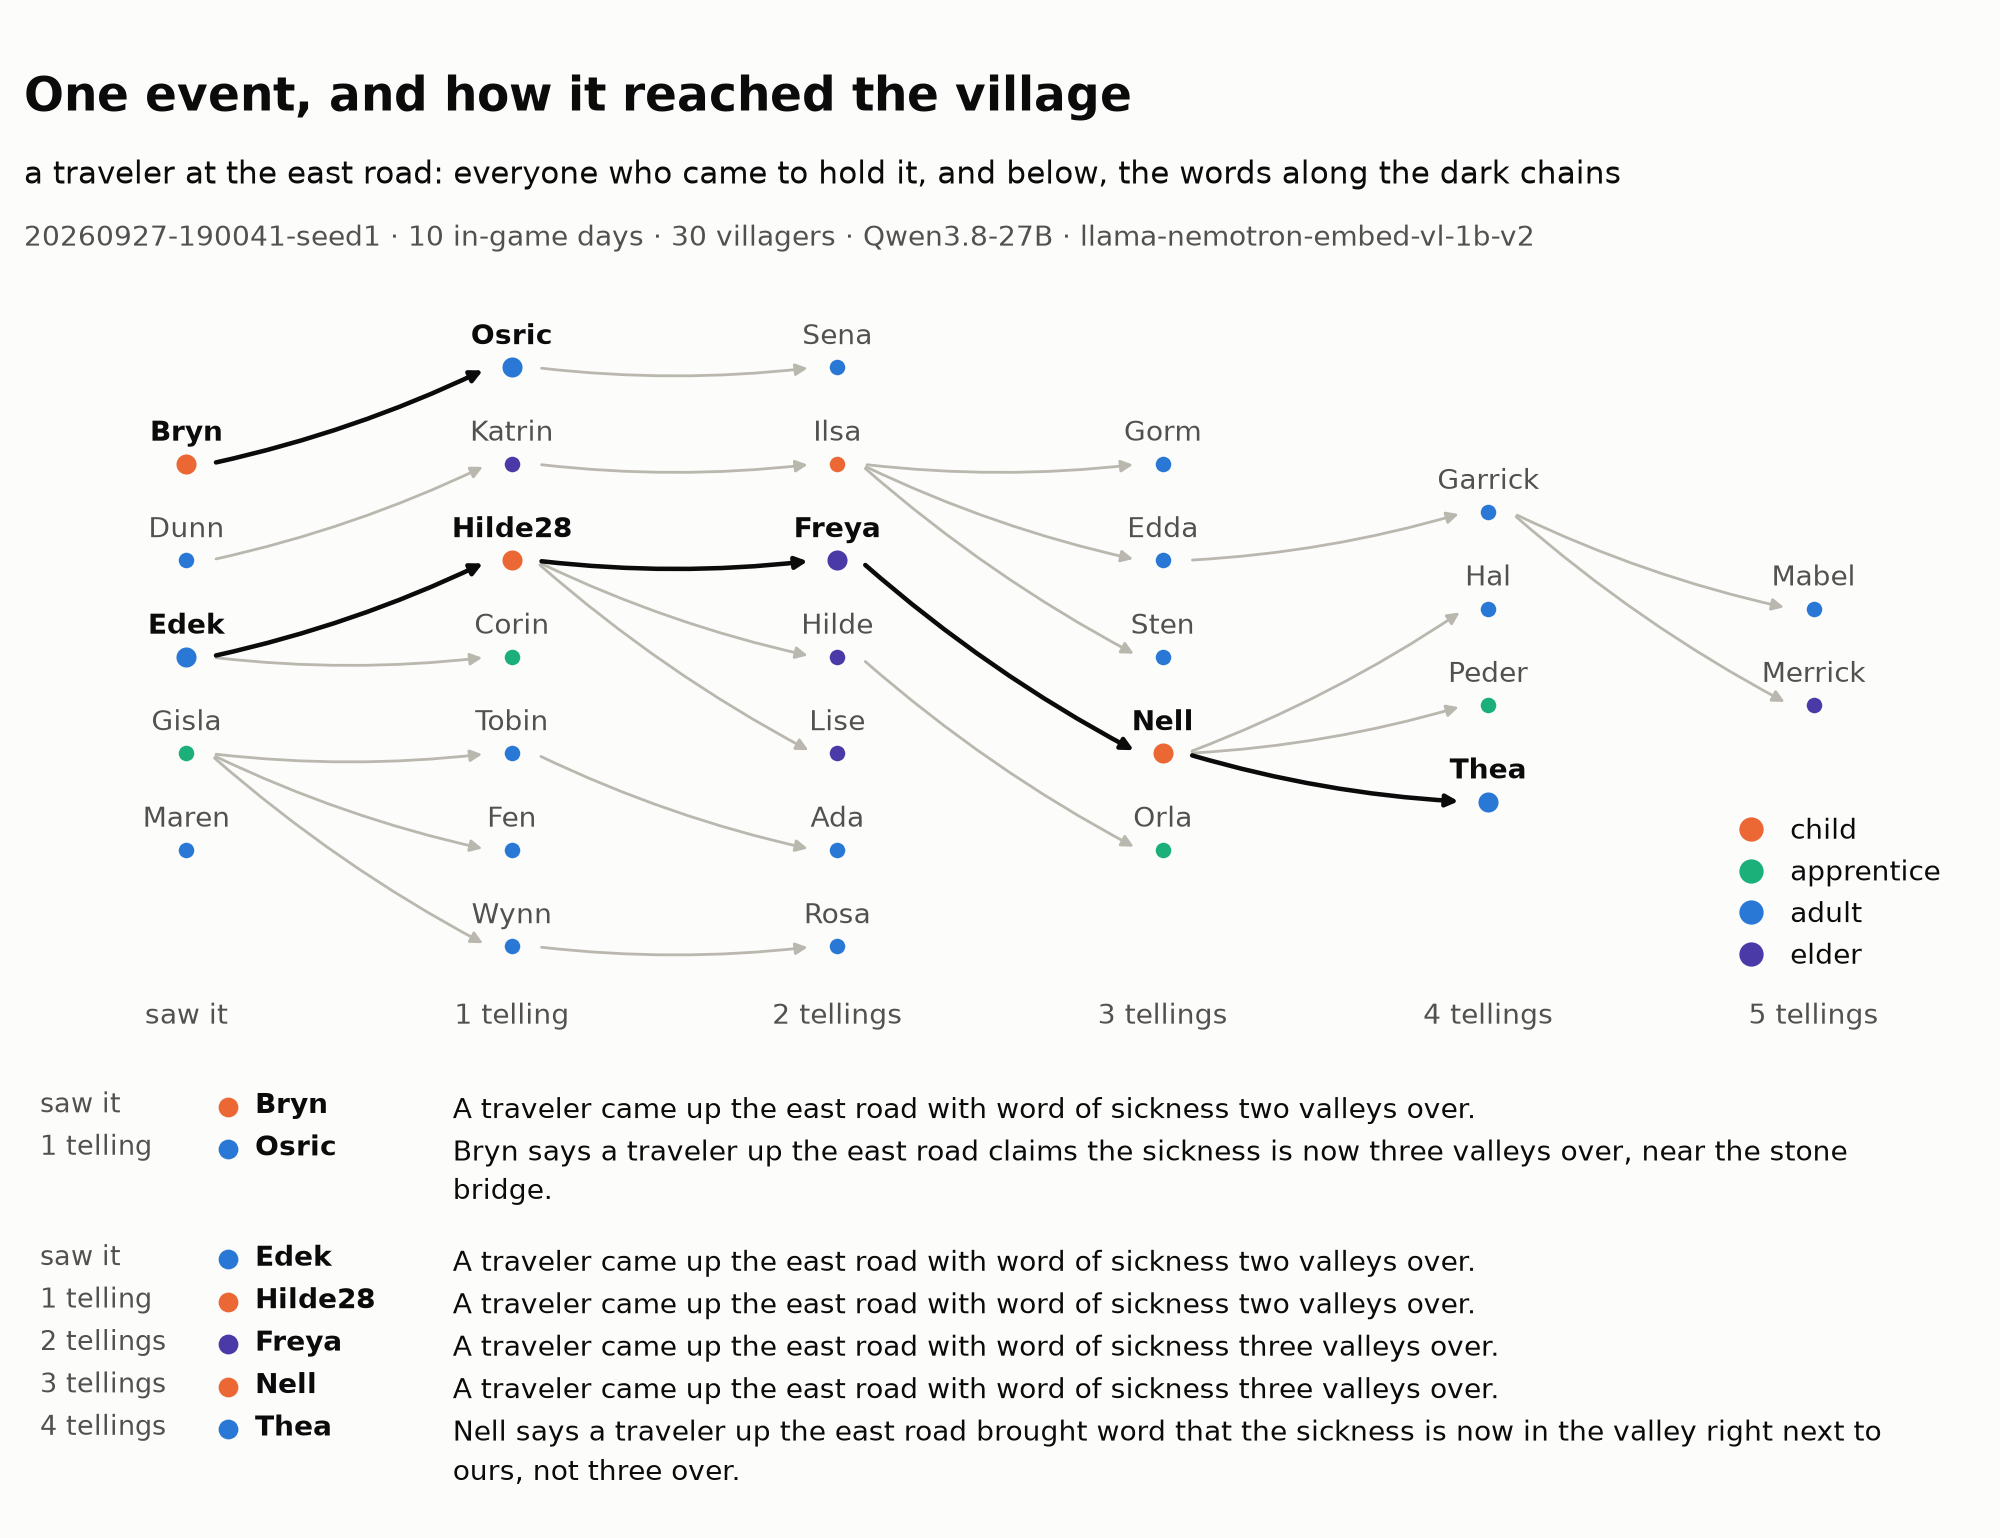 One event, and how it reached the village
a traveler at the east road: everyone who came to hold it, and below, the words along the dark chains
20260927-190041-seed1 · 10 in-game days · 30 villagers · Qwen3.8-27B · llama-nemotron-embed-vl-1b-v2
Osric
Sena
Bryn
Katrin
Ilsa
Gorm
Garrick
Dunn
Hilde28
Freya
Edda
Hal
Mabel
Edek
Corin
Hilde
Sten
Peder
Merrick
Gisla
Tobin
Lise
Nell
Thea
Maren
Fen
Ada
Orla
Wynn
Rosa
child
apprentice
adult
elder
saw it
1 telling
2 tellings
3 tellings
4 tellings
5 tellings
saw it Bryn A traveler came up the east road with word of sickness two valleys over.
1 telling Osric Bryn says a traveler up the east road claims the sickness is now three valleys over, near the stone
bridge.
saw it Edek A traveler came up the east road with word of sickness two valleys over.
1 telling Hilde28 A traveler came up the east road with word of sickness two valleys over.
2 tellings Freya A traveler came up the east road with word of sickness three valleys over.
3 tellings Nell A traveler came up the east road with word of sickness three valleys over.
4 tellings Thea Nell says a traveler up the east road brought word that the sickness is now in the valley right next to
ours, not three over.